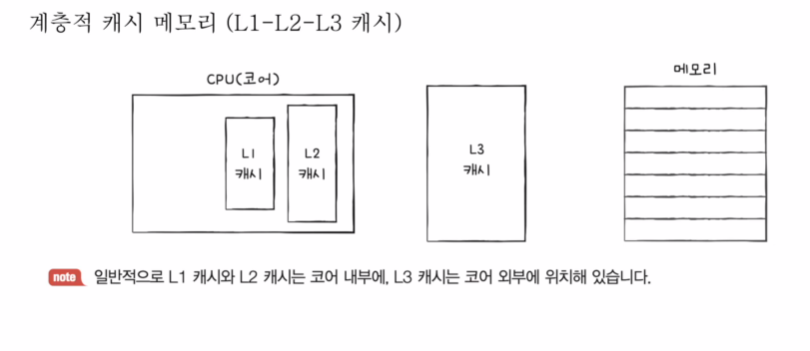 계층적 캐시 메모리 (L1-L2-L3 캐시)
CPU(코어)
L1
캐시
L2
캐시
L3
캐시
메모리
note 일반적으로 L1 캐시와 L2 캐시는 코어 내부에, L3 캐시는 코어 외부에 위치해 있습니다.